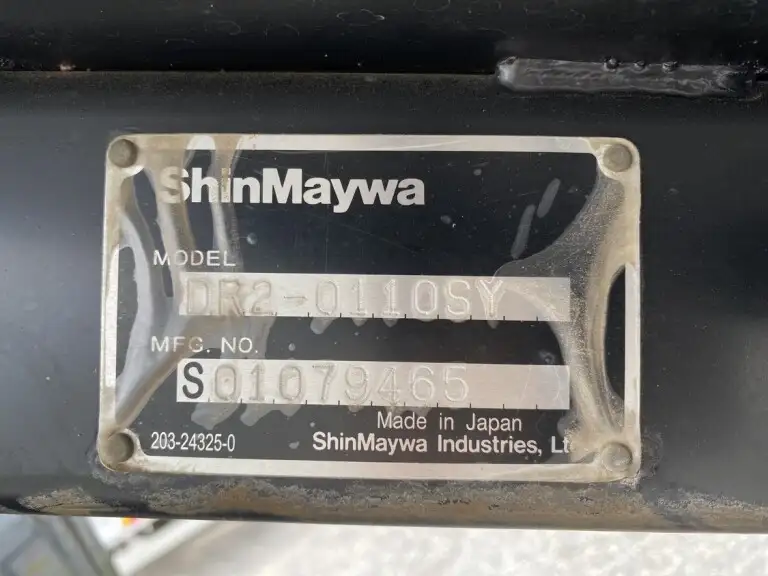 ShinMaywa
MODEL
DR2-0110SY
MFG. NO.
S01079465
Made in Japan
203-24325-0
ShinMaywa Industries, Lt